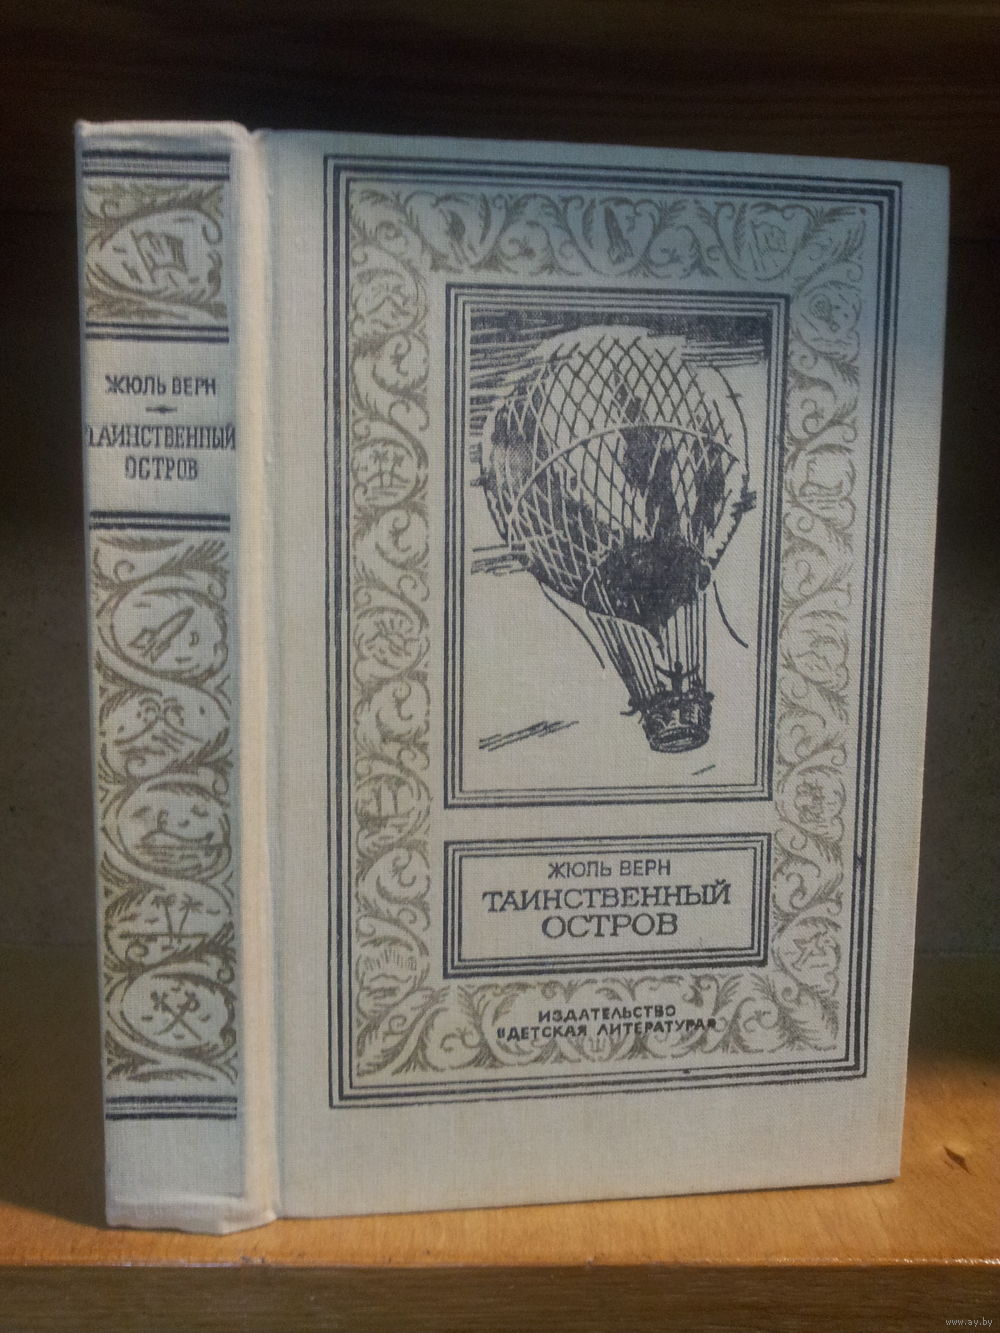 ЖЮЛЬ ВЕРН
ТАИНСТВЕННЫЙ
ОСТРОВ
ЖЮЛЬ ВЕРН
ТАИНСТВЕННЫЙ
ОСТРОВ
ИЗДАТЕЛЬСТВО
«ДЕТСКАЯ ЛИТЕРАТУРА»
www.ay.by